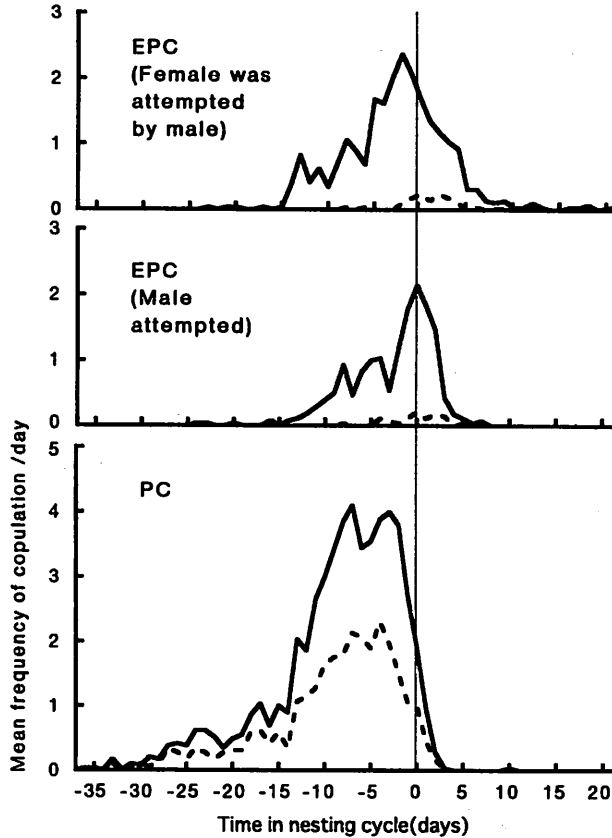 3
EPC
(Female was
attempted
by male)
2
1
0
3
EPC
(Male
attempted)
2
1
0
5
PC
4
3
2
1
0
Mean frequency of copulation /day
-35 -30 -25 -20 -15 -10 -5 0 5 10 15 20
Time in nesting cycle(days)